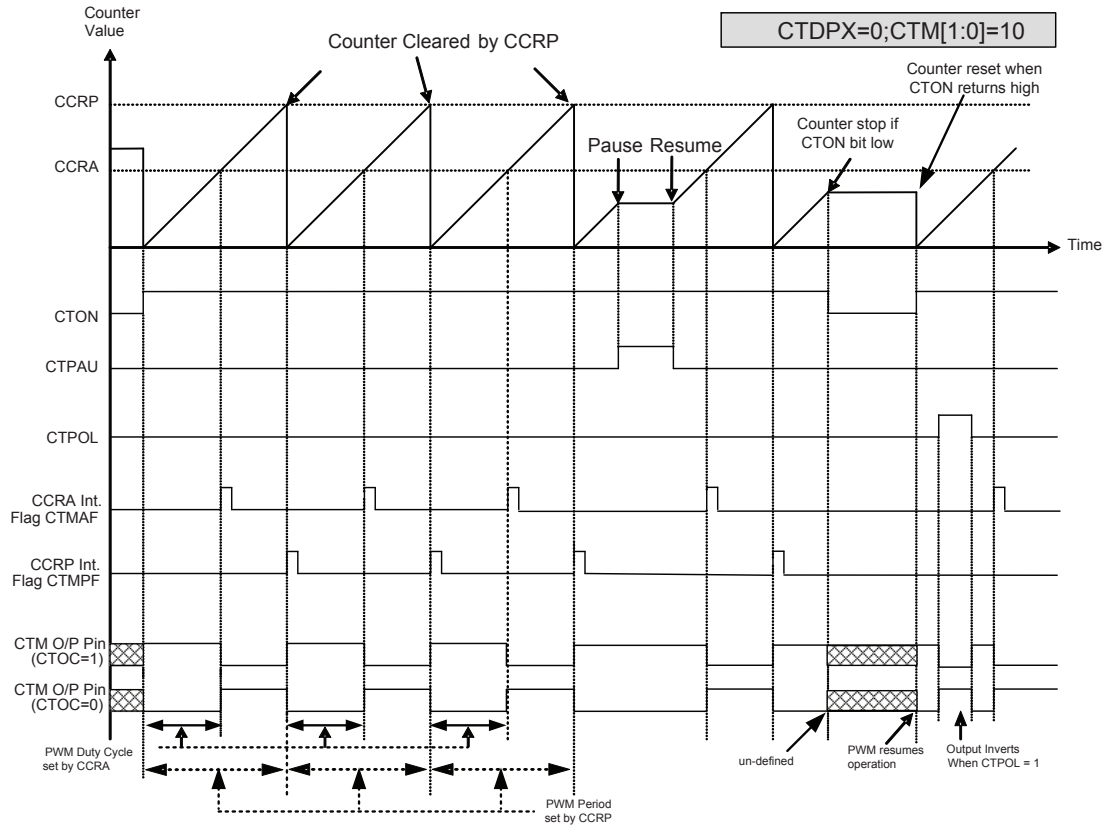 Counter
Value
CTDPX=0;CTM[1:0]=10
Counter Cleared by CCRP
Counter reset when
CTON returns high
CCRP
Counter stop if
CTON bit low
Pause Resume
CCRA
Time
CTON
CTPAU
CTPOL
CCRA Int.
Flag CTMAF
CCRP Int.
Flag CTMPF
CTM O/P Pin
(CTOC=1)
CTM O/P Pin
(CTOC=0)
PWM Duty Cycle
set by CCRA
un-defined
PWM resumes
operation
Output Inverts
When CTPOL = 1
PWM Period
set by CCRP